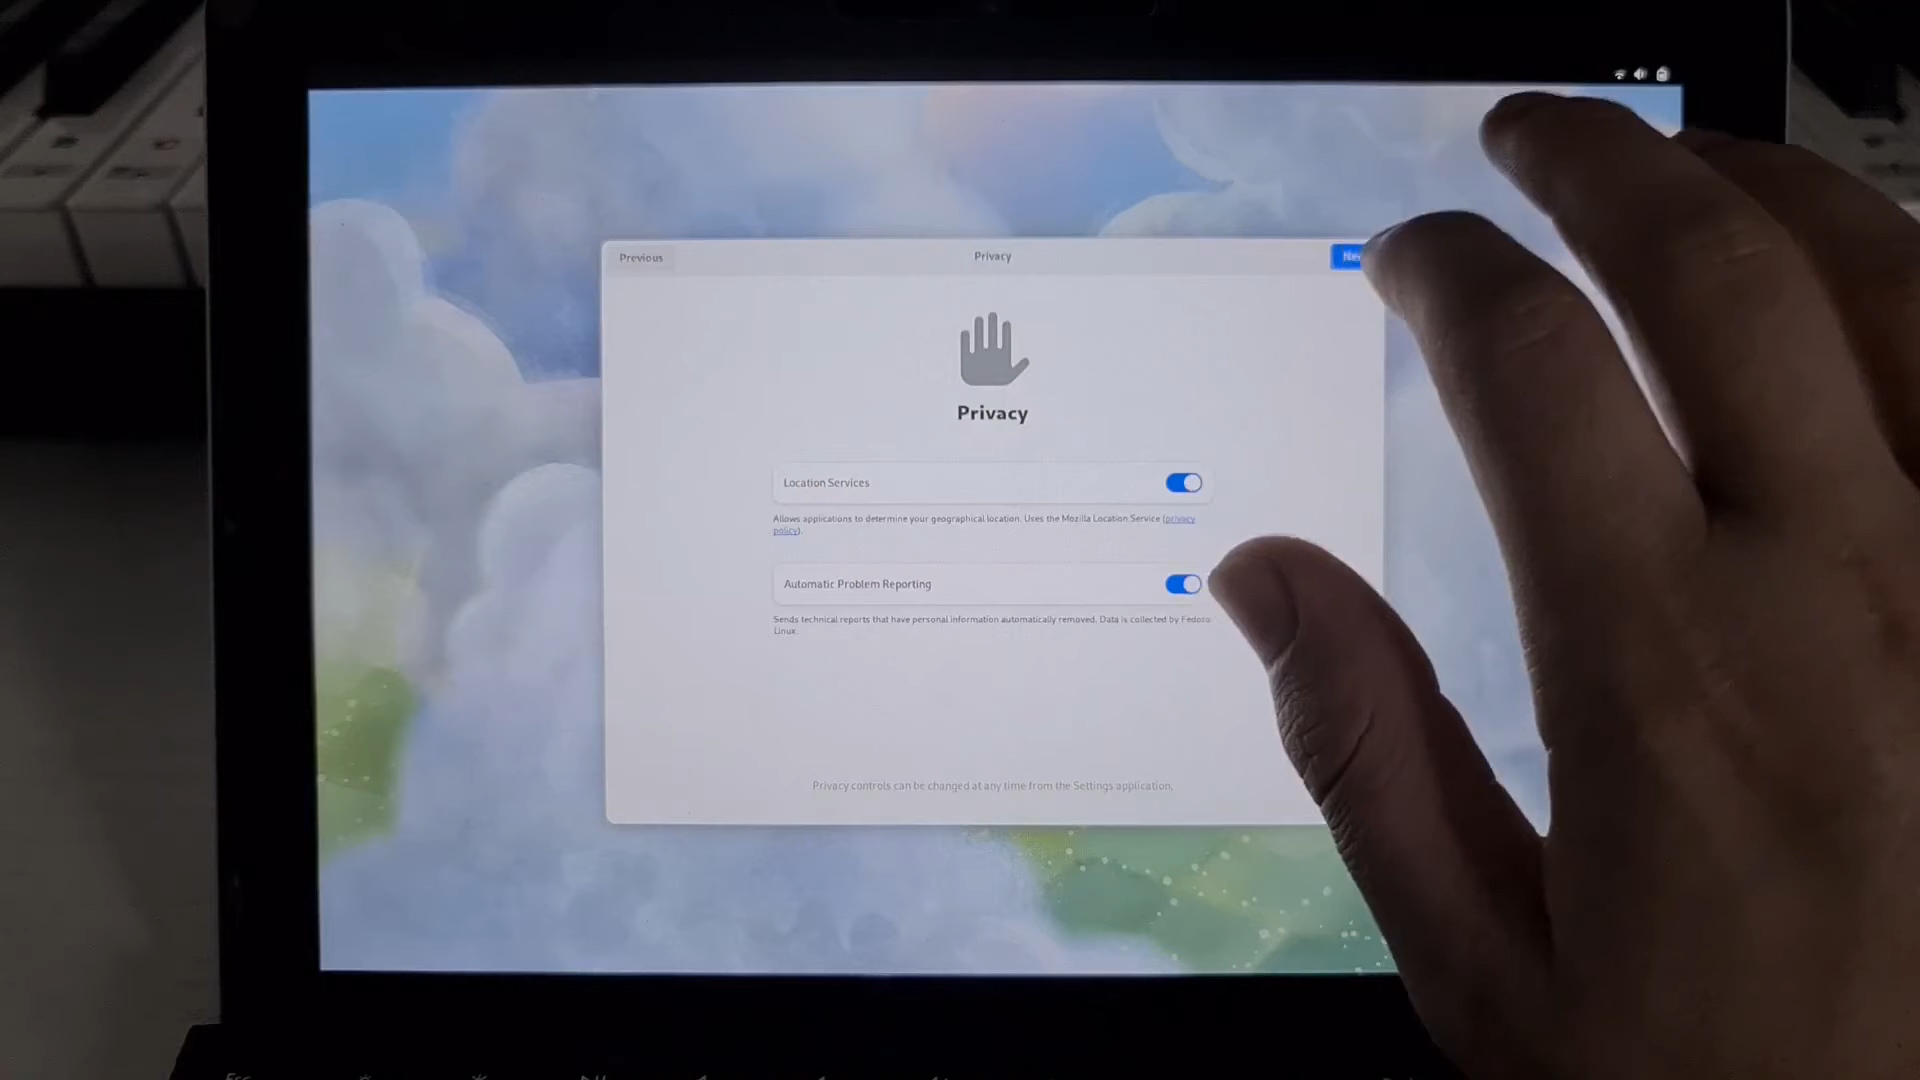 Previous
Privacy
Privacy
Location Services
Allows applications to determine your geographical location. Uses the Mozilla Location Service (privacy
policy).
Automatic Problem Reporting
Sends technical reports that have personal information automatically removed. Data is collected by Fedora
Linux.
Privacy controls can be changed at any time from the Settings application.